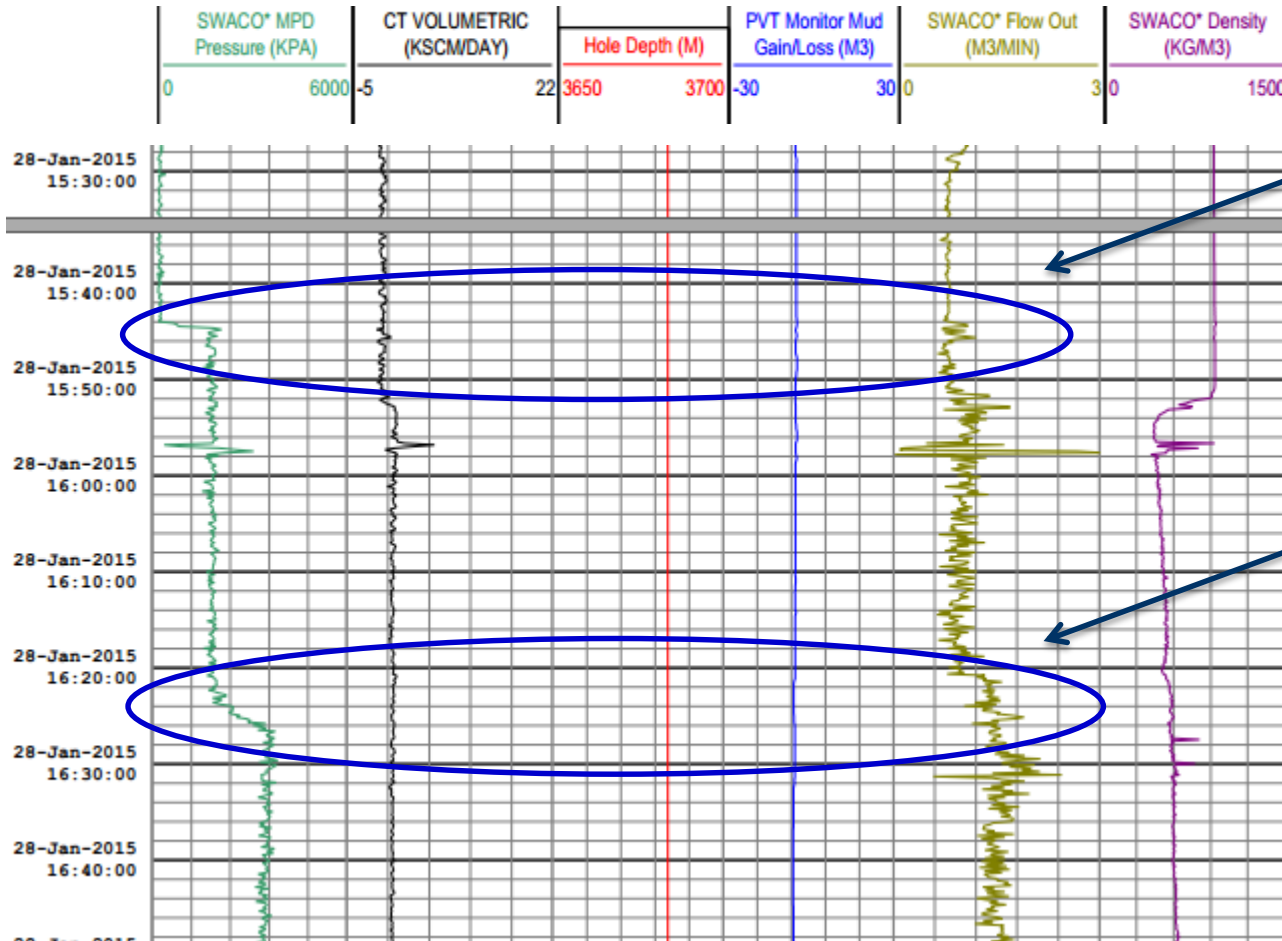 SWACO* MPD
Pressure (KPA)
0 6000
CT VOLUMETRIC
(KSCM/DAY)
-5 22
Hole Depth (M)
3650 3700
PVT Monitor Mud
Gain/Loss (M3)
-30 30
SWACO* Flow Out
(M3/MIN)
0 3
SWACO* Density
(KG/M3)
0 1500
28-Jan-2015
15:30:00
28-Jan-2015
15:40:00
28-Jan-2015
15:50:00
28-Jan-2015
16:00:00
28-Jan-2015
16:10:00
28-Jan-2015
16:20:00
28-Jan-2015
16:30:00
28-Jan-2015
16:40:00